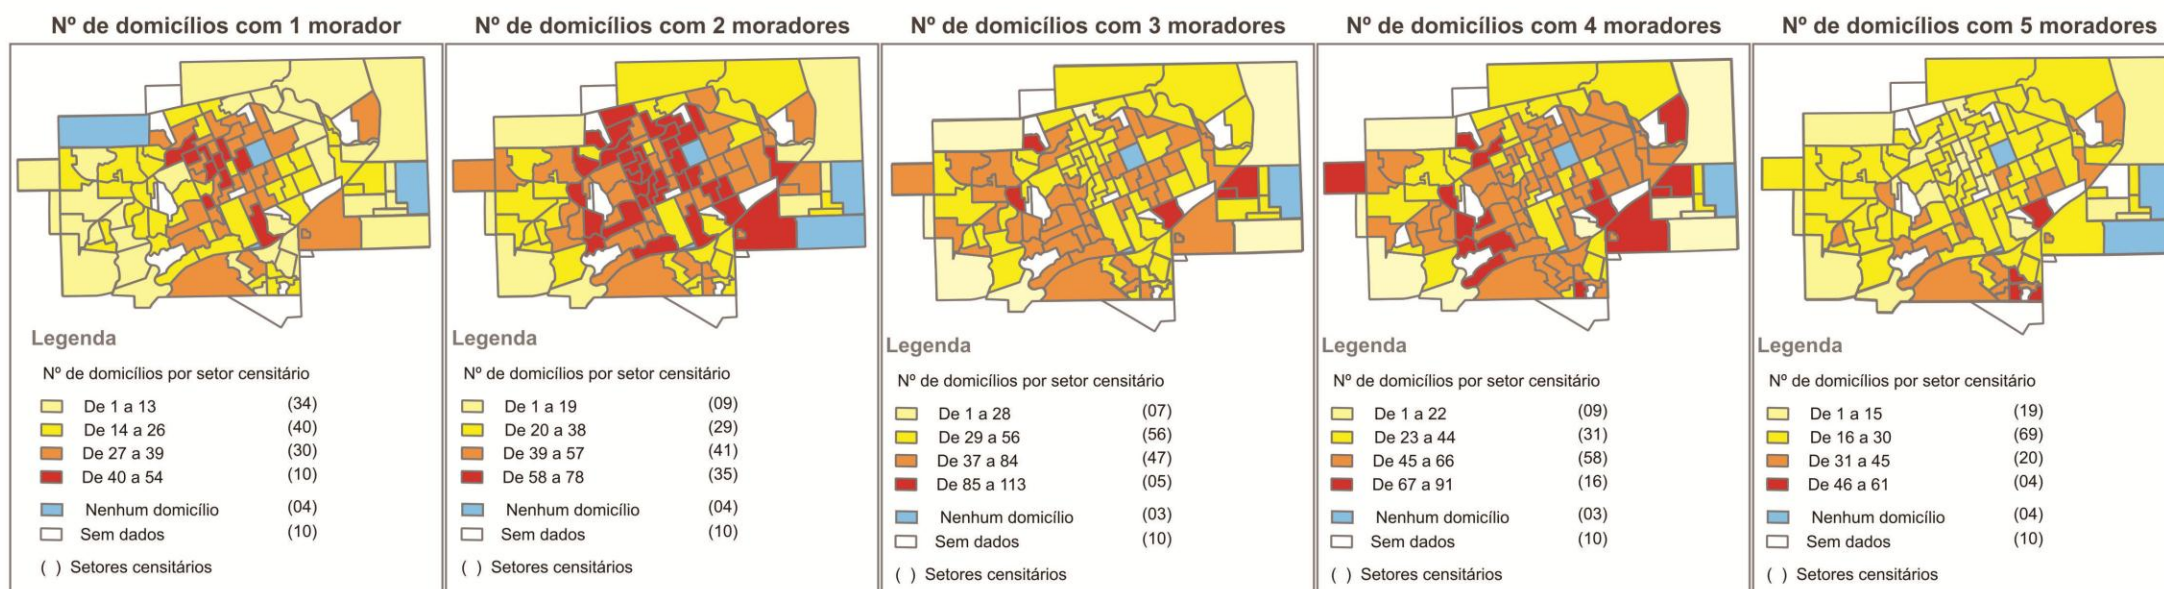 Nº de domicílios com 1 morador
Legenda
Nº de domicílios por setor censitário
De 1 a 13 (34)
De 14 a 26 (40)
De 27 a 39 (30)
De 40 a 54 (10)
Nenhum domicílio (04)
Sem dados (10)
( ) Setores censitários
Nº de domicílios com 2 moradores
Legenda
Nº de domicílios por setor censitário
De 1 a 19 (09)
De 20 a 38 (29)
De 39 a 57 (41)
De 58 a 78 (35)
Nenhum domicílio (04)
Sem dados (10)
( ) Setores censitários
Nº de domicílios com 3 moradores
Legenda
Nº de domicílios por setor censitário
De 1 a 28 (07)
De 29 a 56 (56)
De 37 a 84 (47)
De 85 a 113 (05)
Nenhum domicílio (03)
Sem dados (10)
( ) Setores censitários
Nº de domicílios com 4 moradores
Legenda
Nº de domicílios por setor censitário
De 1 a 22 (09)
De 23 a 44 (31)
De 45 a 66 (58)
De 67 a 91 (16)
Nenhum domicílio (03)
Sem dados (10)
( ) Setores censitários
Nº de domicílios com 5 moradores
Legenda
Nº de domicílios por setor censitário
De 1 a 15 (19)
De 16 a 30 (69)
De 31 a 45 (20)
De 46 a 61 (04)
Nenhum domicílio (04)
Sem dados (10)
( ) Setores censitários